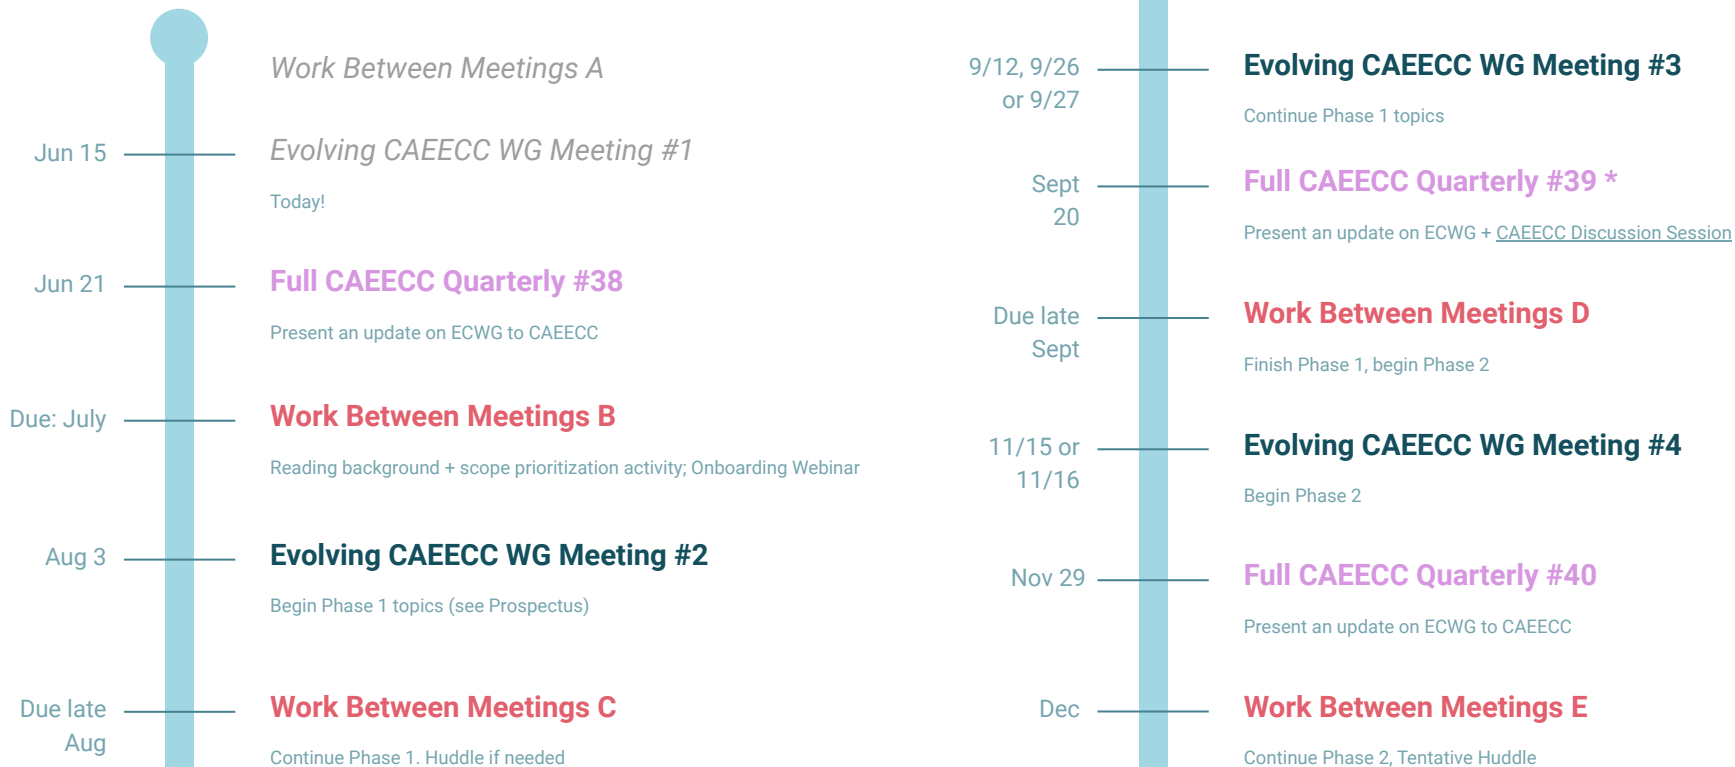 Work Between Meetings A
Jun 15
Evolving CAEECC WG Meeting #1
Today!
Jun 21
Full CAEECC Quarterly #38
Present an update on ECWG to CAEECC
Due: July
Work Between Meetings B
Reading background + scope prioritization activity; Onboarding Webinar
Aug 3
Evolving CAEECC WG Meeting #2
Begin Phase 1 topics (see Prospectus)
Due late
Aug
Work Between Meetings C
Continue Phase 1. Huddle if needed
9/12, 9/26
or 9/27
Evolving CAEECC WG Meeting #3
Continue Phase 1 topics
Sept
20
Full CAEECC Quarterly #39 *
Present an update on ECWG + CAEECC Discussion Session
Due late
Sept
Work Between Meetings D
Finish Phase 1, begin Phase 2
11/15 or
11/16
Evolving CAEECC WG Meeting #4
Begin Phase 2
Nov 29
Full CAEECC Quarterly #40
Present an update on ECWG to CAEECC
Dec
Work Between Meetings E
Continue Phase 2, Tentative Huddle